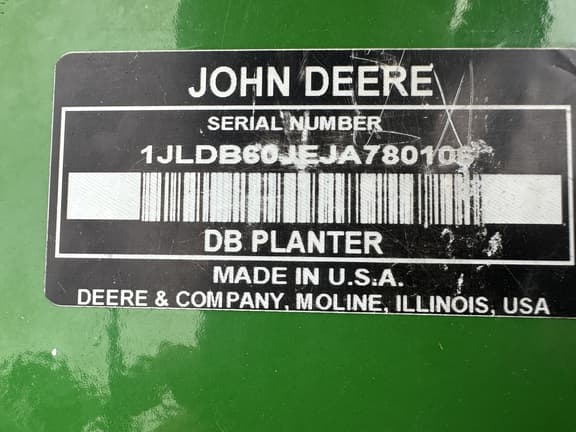 JOHN DEERE
SERIAL NUMBER
DB PLANTER
MADE IN U.S.A.
DEERE & COMPANY, MOLINE, ILLINOIS, USA